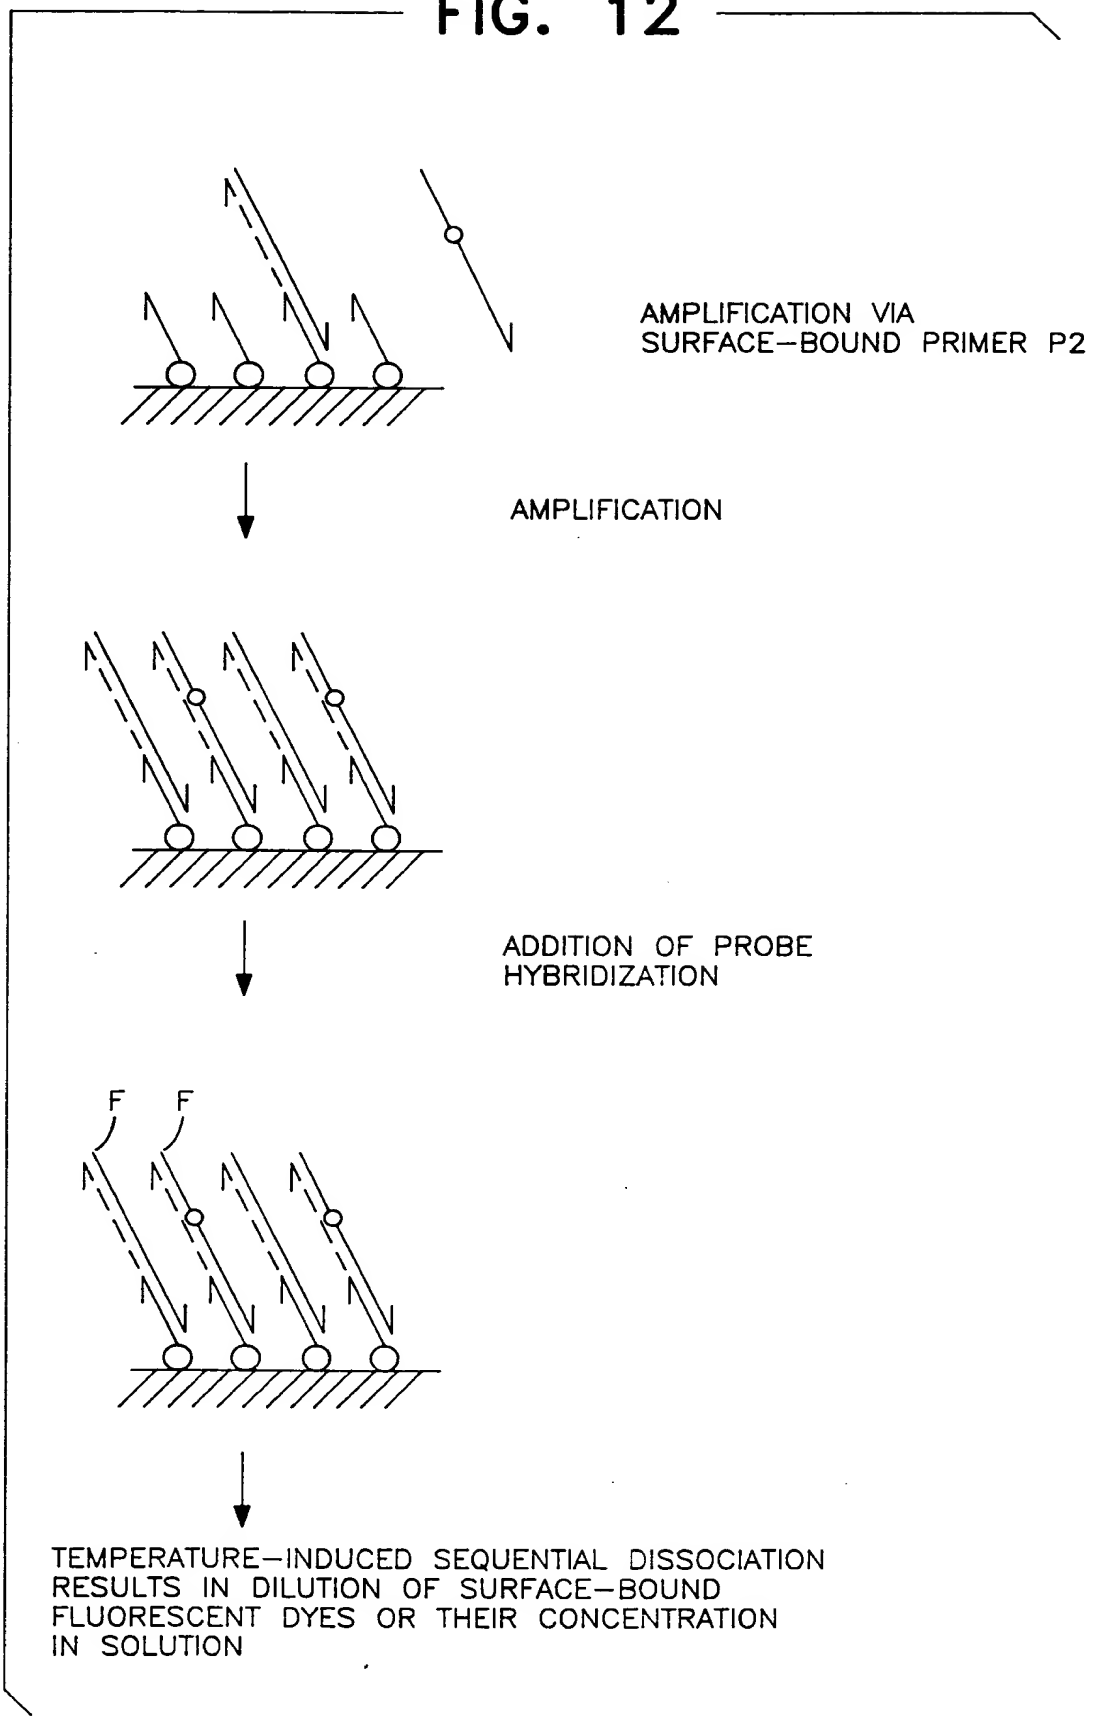 FIG. 12
AMPLIFICATION VIA
SURFACE-BOUND PRIMER P2
AMPLIFICATION
ADDITION OF PROBE
HYBRIDIZATION
F F
TEMPERATURE-INDUCED SEQUENTIAL DISSOCIATION
RESULTS IN DILUTION OF SURFACE-BOUND
FLUORESCENT DYES OR THEIR CONCENTRATION
IN SOLUTION